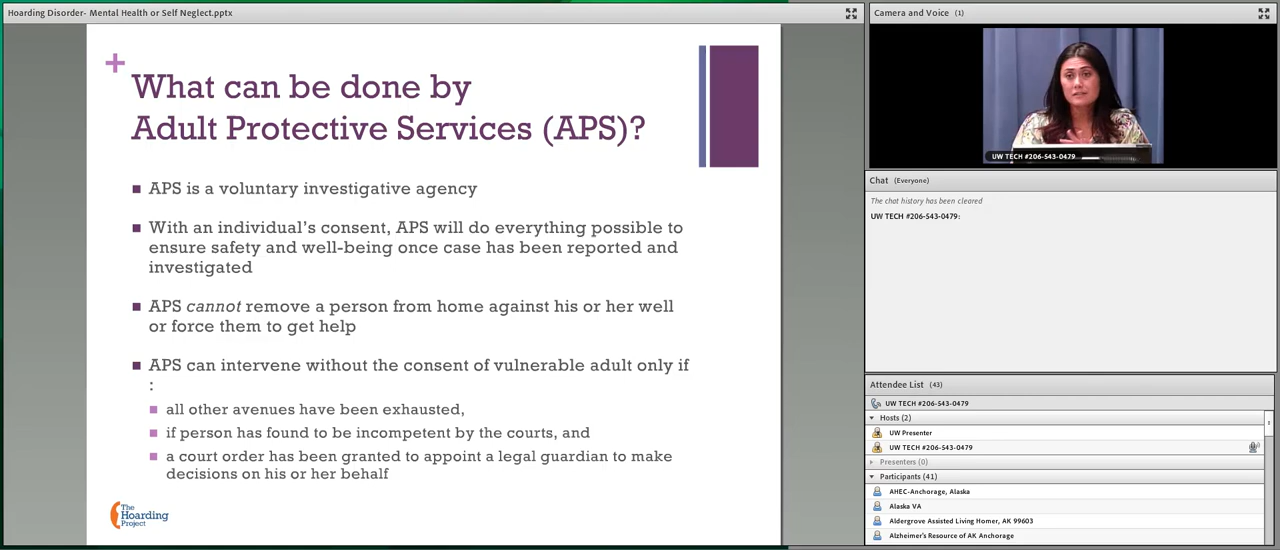 Hoarding Disorder- Mental Health or Self Neglect.pptx
What can be done by
Adult Protective Services (APS)?
APS is a voluntary investigative agency
With an individual's consent, APS will do everything possible to
ensure safety and well-being once case has been reported and
investigated
APS cannot remove a person from home against his or her well
or force them to get help
APS can intervene without the consent of vulnerable adult only if
:
all other avenues have been exhausted,
if person has found to be incompetent by the courts, and
a court order has been granted to appoint a legal guardian to make
decisions on his or her behalf
The
Hoarding
Project
Camera and Voice (1)
UW TECH #206-543-0479
Chat (Everyone)
The chat history has been cleared
UW TECH #206-543-0479:
Attendee List (43)
UW TECH #206-543-0479
Hosts (2)
UW Presenter
UW TECH #206-543-0479
Presenters (0)
Participants (41)
AHEC-Anchorage, Alaska
Alaska VA
Aldergrove Assisted Living Homer, AK 99603
Alzheimer's Resource of AK Anchorage